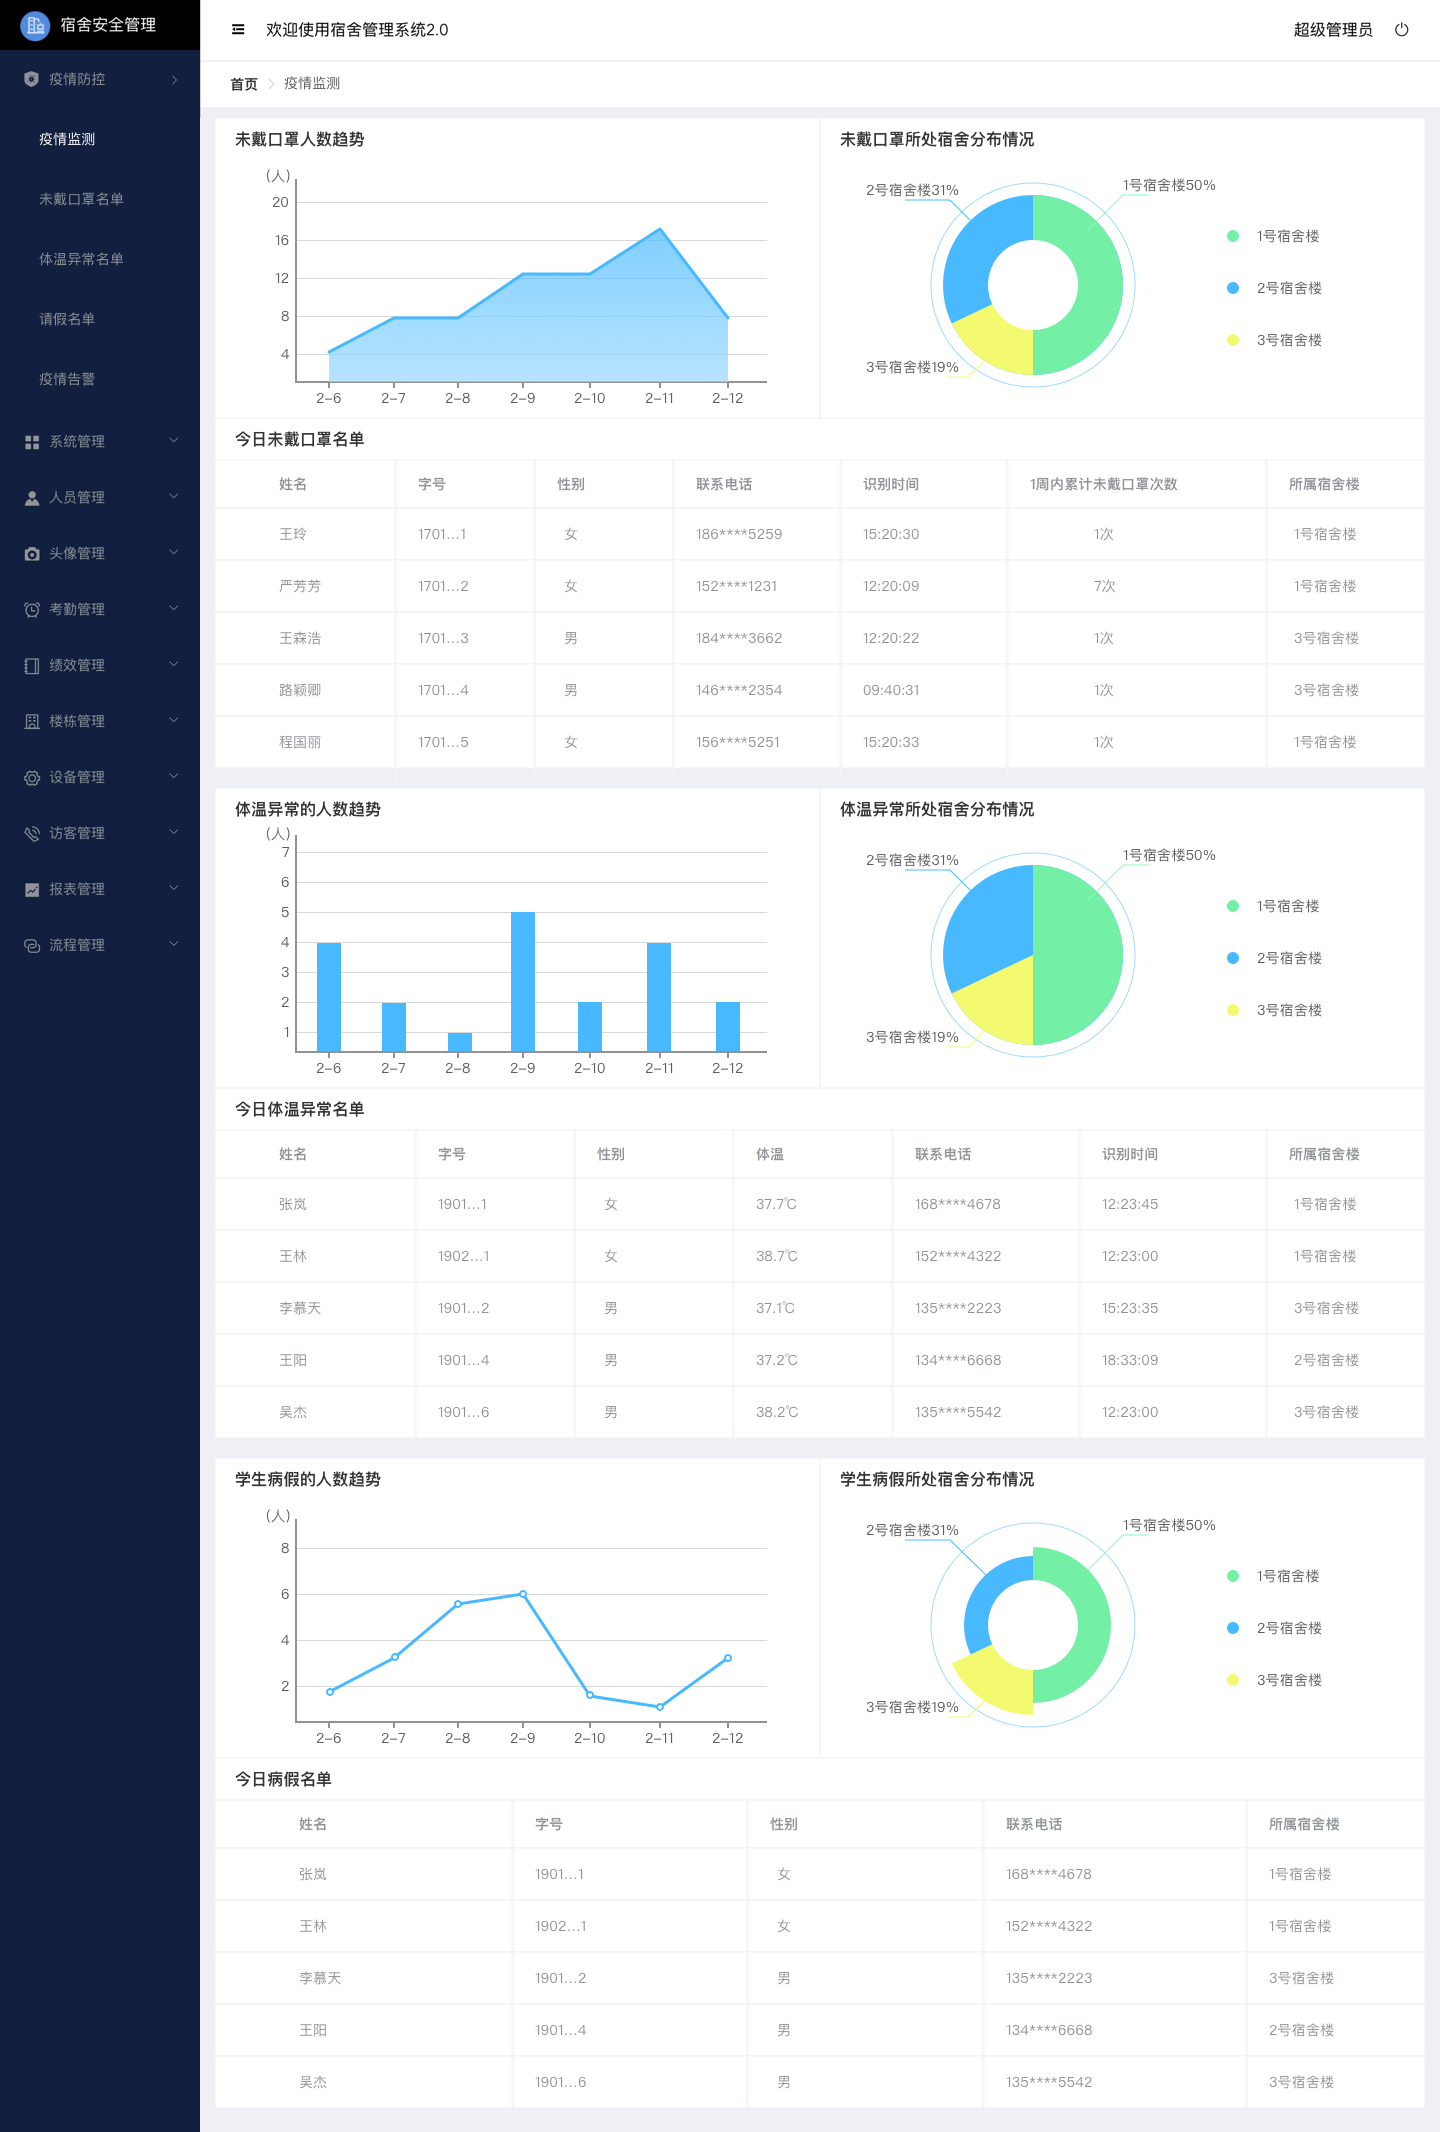 宿舍安全管理
欢迎使用宿舍管理系统2.0
超级管理员
疫情防控
疫情监测
未戴口罩名单
体温异常名单
请假名单
疫情告警
系统管理
人员管理
头像管理
考勤管理
绩效管理
楼栋管理
设备管理
访客管理
报表管理
流程管理
首页 疫情监测
未戴口罩人数趋势
(人)
20
16
12
8
4
2-6 2-7 2-8 2-9 2-10 2-11 2-12
未戴口罩所处宿舍分布情况
2号宿舍楼31%
1号宿舍楼50%
3号宿舍楼19%
1号宿舍楼
2号宿舍楼
3号宿舍楼
今日未戴口罩名单
姓名 字号 性别 联系电话 识别时间 1周内累计未戴口罩次数 所属宿舍楼
王玲 1701...1 女 186****5259 15:20:30 1次 1号宿舍楼
严芳芳 1701...2 女 152****1231 12:20:09 7次 1号宿舍楼
王森浩 1701...3 男 184****3662 12:20:22 1次 3号宿舍楼
路颖卿 1701...4 男 146****2354 09:40:31 1次 3号宿舍楼
程国丽 1701...5 女 156****5251 15:20:33 1次 1号宿舍楼
体温异常的人数趋势
(人)
7
6
5
4
3
2
1
2-6 2-7 2-8 2-9 2-10 2-11 2-12
体温异常所处宿舍分布情况
2号宿舍楼31%
1号宿舍楼50%
3号宿舍楼19%
1号宿舍楼
2号宿舍楼
3号宿舍楼
今日体温异常名单
姓名 字号 性别 体温 联系电话 识别时间 所属宿舍楼
张岚 1901...1 女 37.7℃ 168****4678 12:23:45 1号宿舍楼
王林 1902...1 女 38.7℃ 152****4322 12:23:00 1号宿舍楼
李慕天 1901...2 男 37.1℃ 135****2223 15:23:35 3号宿舍楼
王阳 1901...4 男 37.2℃ 134****6668 18:33:09 2号宿舍楼
吴杰 1901...6 男 38.2℃ 135****5542 12:23:00 3号宿舍楼
学生病假的人数趋势
(人)
8
6
4
2
2-6 2-7 2-8 2-9 2-10 2-11 2-12
学生病假所处宿舍分布情况
2号宿舍楼31%
1号宿舍楼50%
3号宿舍楼19%
1号宿舍楼
2号宿舍楼
3号宿舍楼
今日病假名单
姓名 字号 性别 联系电话 所属宿舍楼
张岚 1901...1 女 168****4678 1号宿舍楼
王林 1902...1 女 152****4322 1号宿舍楼
李慕天 1901...2 男 135****2223 3号宿舍楼
王阳 1901...4 男 134****6668 2号宿舍楼
吴杰 1901...6 男 135****5542 3号宿舍楼